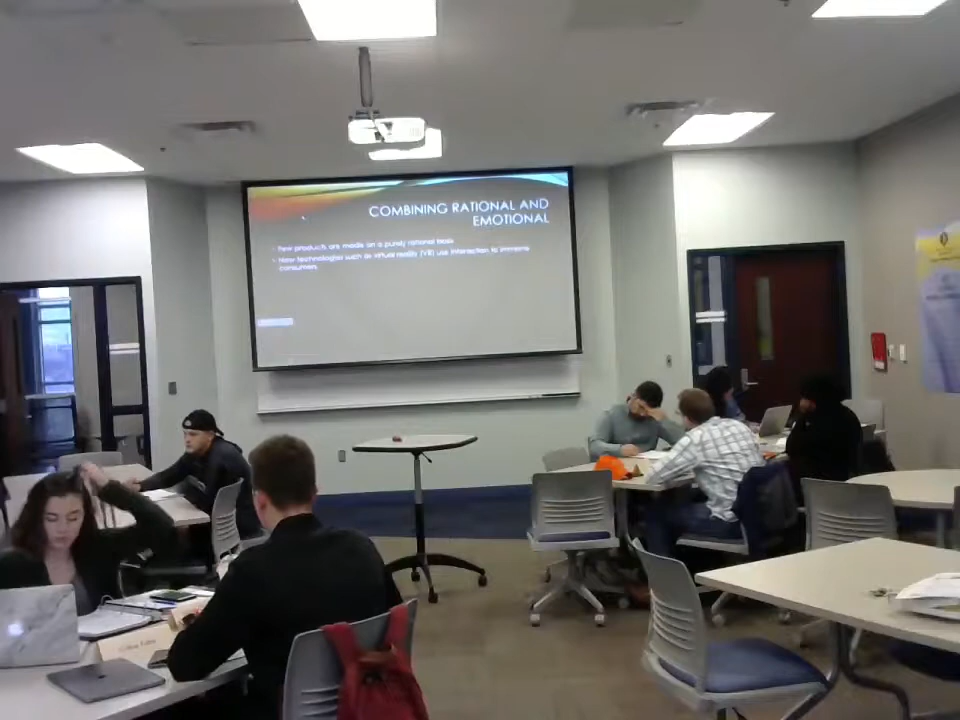 COMBINING RATIONAL AND
EMOTIONAL
Few products are made on a purely rational basis
New technologies such as virtual reality (VR) use interaction to immerse
consumers